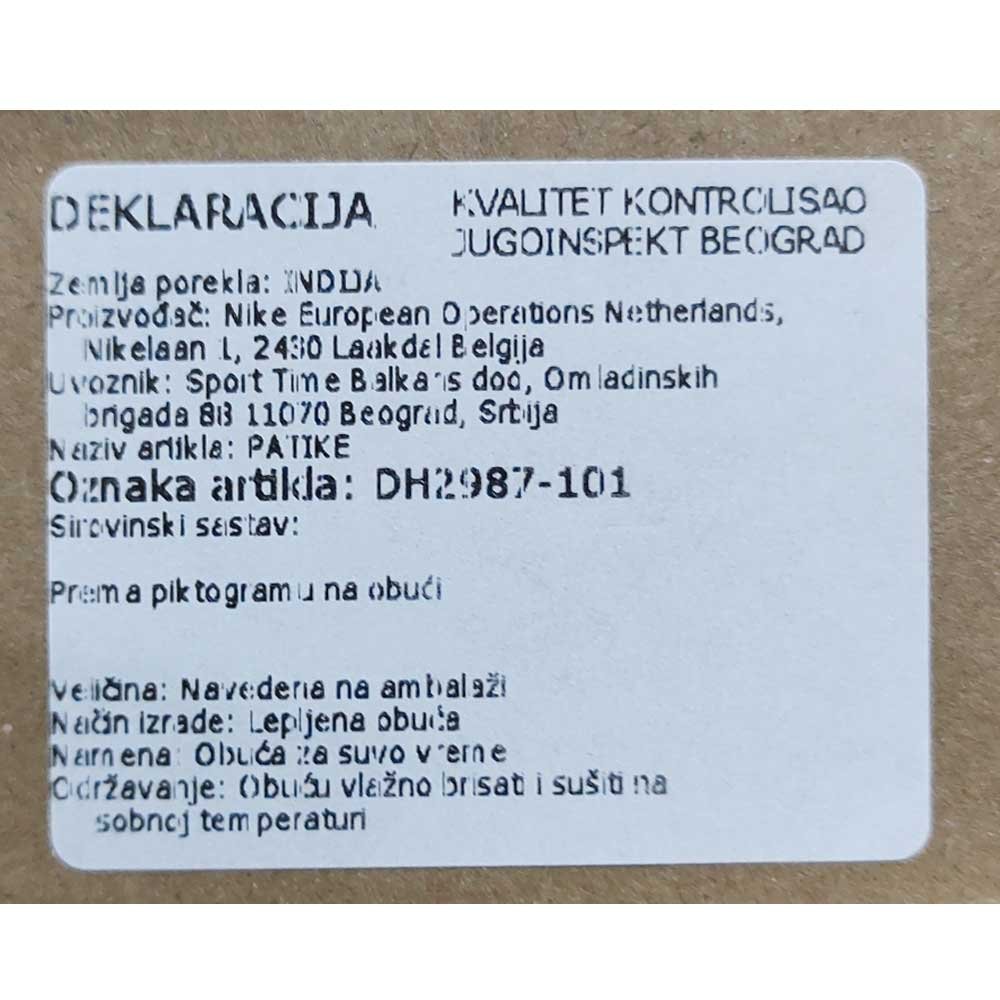 DEKLARACIJA
KVALITET KONTROLISAO
JUGOINSPEKT BEOGRAD
Zemlja porekla: INDIJA
Proizvođač: Nike European Operations Netherlands,
Nikelaan 1, 2430 Laakdal Belgija
Uvoznik: Sport Time Balkans doo, Omladinskih
brigada 88 11070 Beograd, Srbija
Naziv artikla: PATIKE
Oznaka artikla: DH2987-101
Sirovinski sastav:
Prema piktogramu na obući
Veličina: Navedena na ambalaži
Način izrade: Lepljena obuća
Namena: Obuća za suvo vreme
Održavanje: Obuću vlažno brisati i sušiti na
sobnoj temperaturi